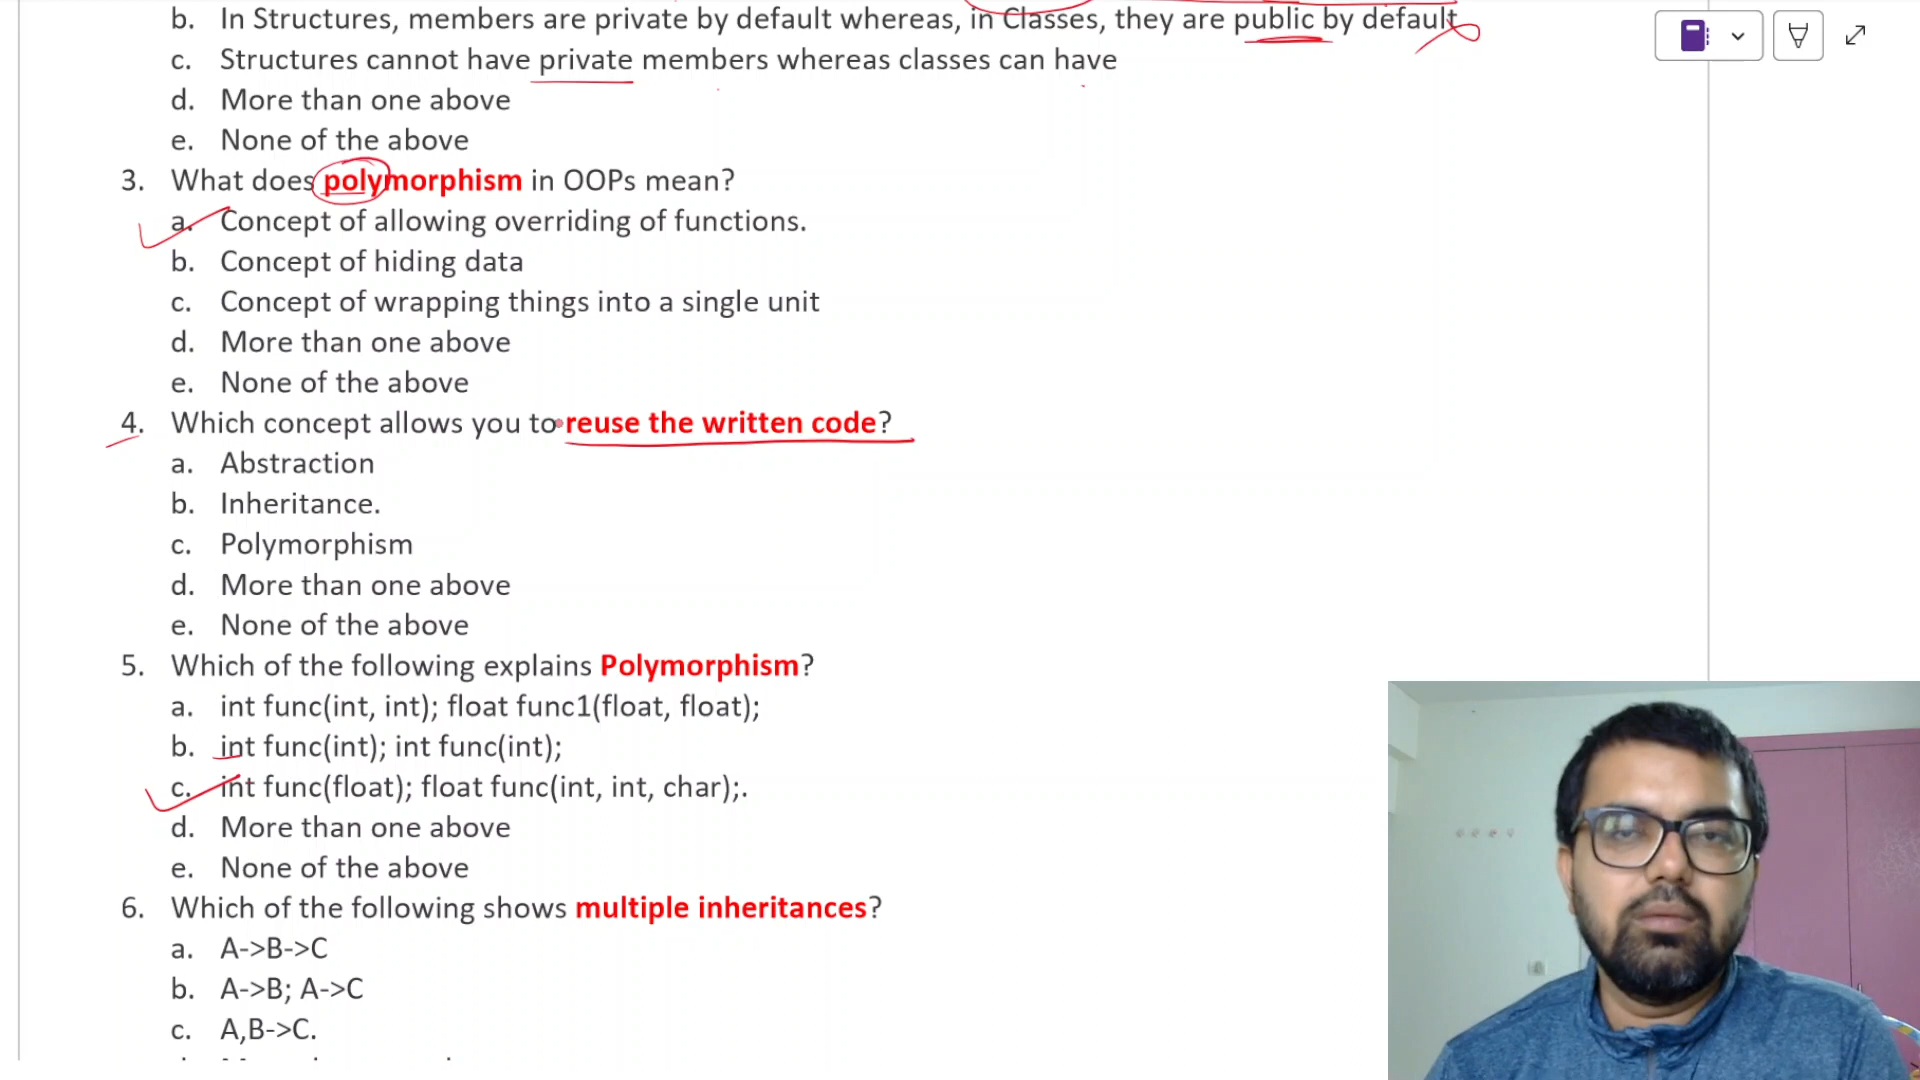 b. In Structures, members are private by default whereas, in Classes, they are public by default
c. Structures cannot have private members whereas classes can have
d. More than one above
e. None of the above
3. What does polymorphism in OOPs mean?
a. Concept of allowing overriding of functions.
b. Concept of hiding data
c. Concept of wrapping things into a single unit
d. More than one above
e. None of the above
4. Which concept allows you to reuse the written code?
a. Abstraction
b. Inheritance.
c. Polymorphism
d. More than one above
e. None of the above
5. Which of the following explains Polymorphism?
a. int func(int, int); float func1(float, float);
b. int func(int); int func(int);
c. int func(float); float func(int, int, char);.
d. More than one above
e. None of the above
6. Which of the following shows multiple inheritances?
a. A->B->C
b. A->B; A->C
c. A,B->C.